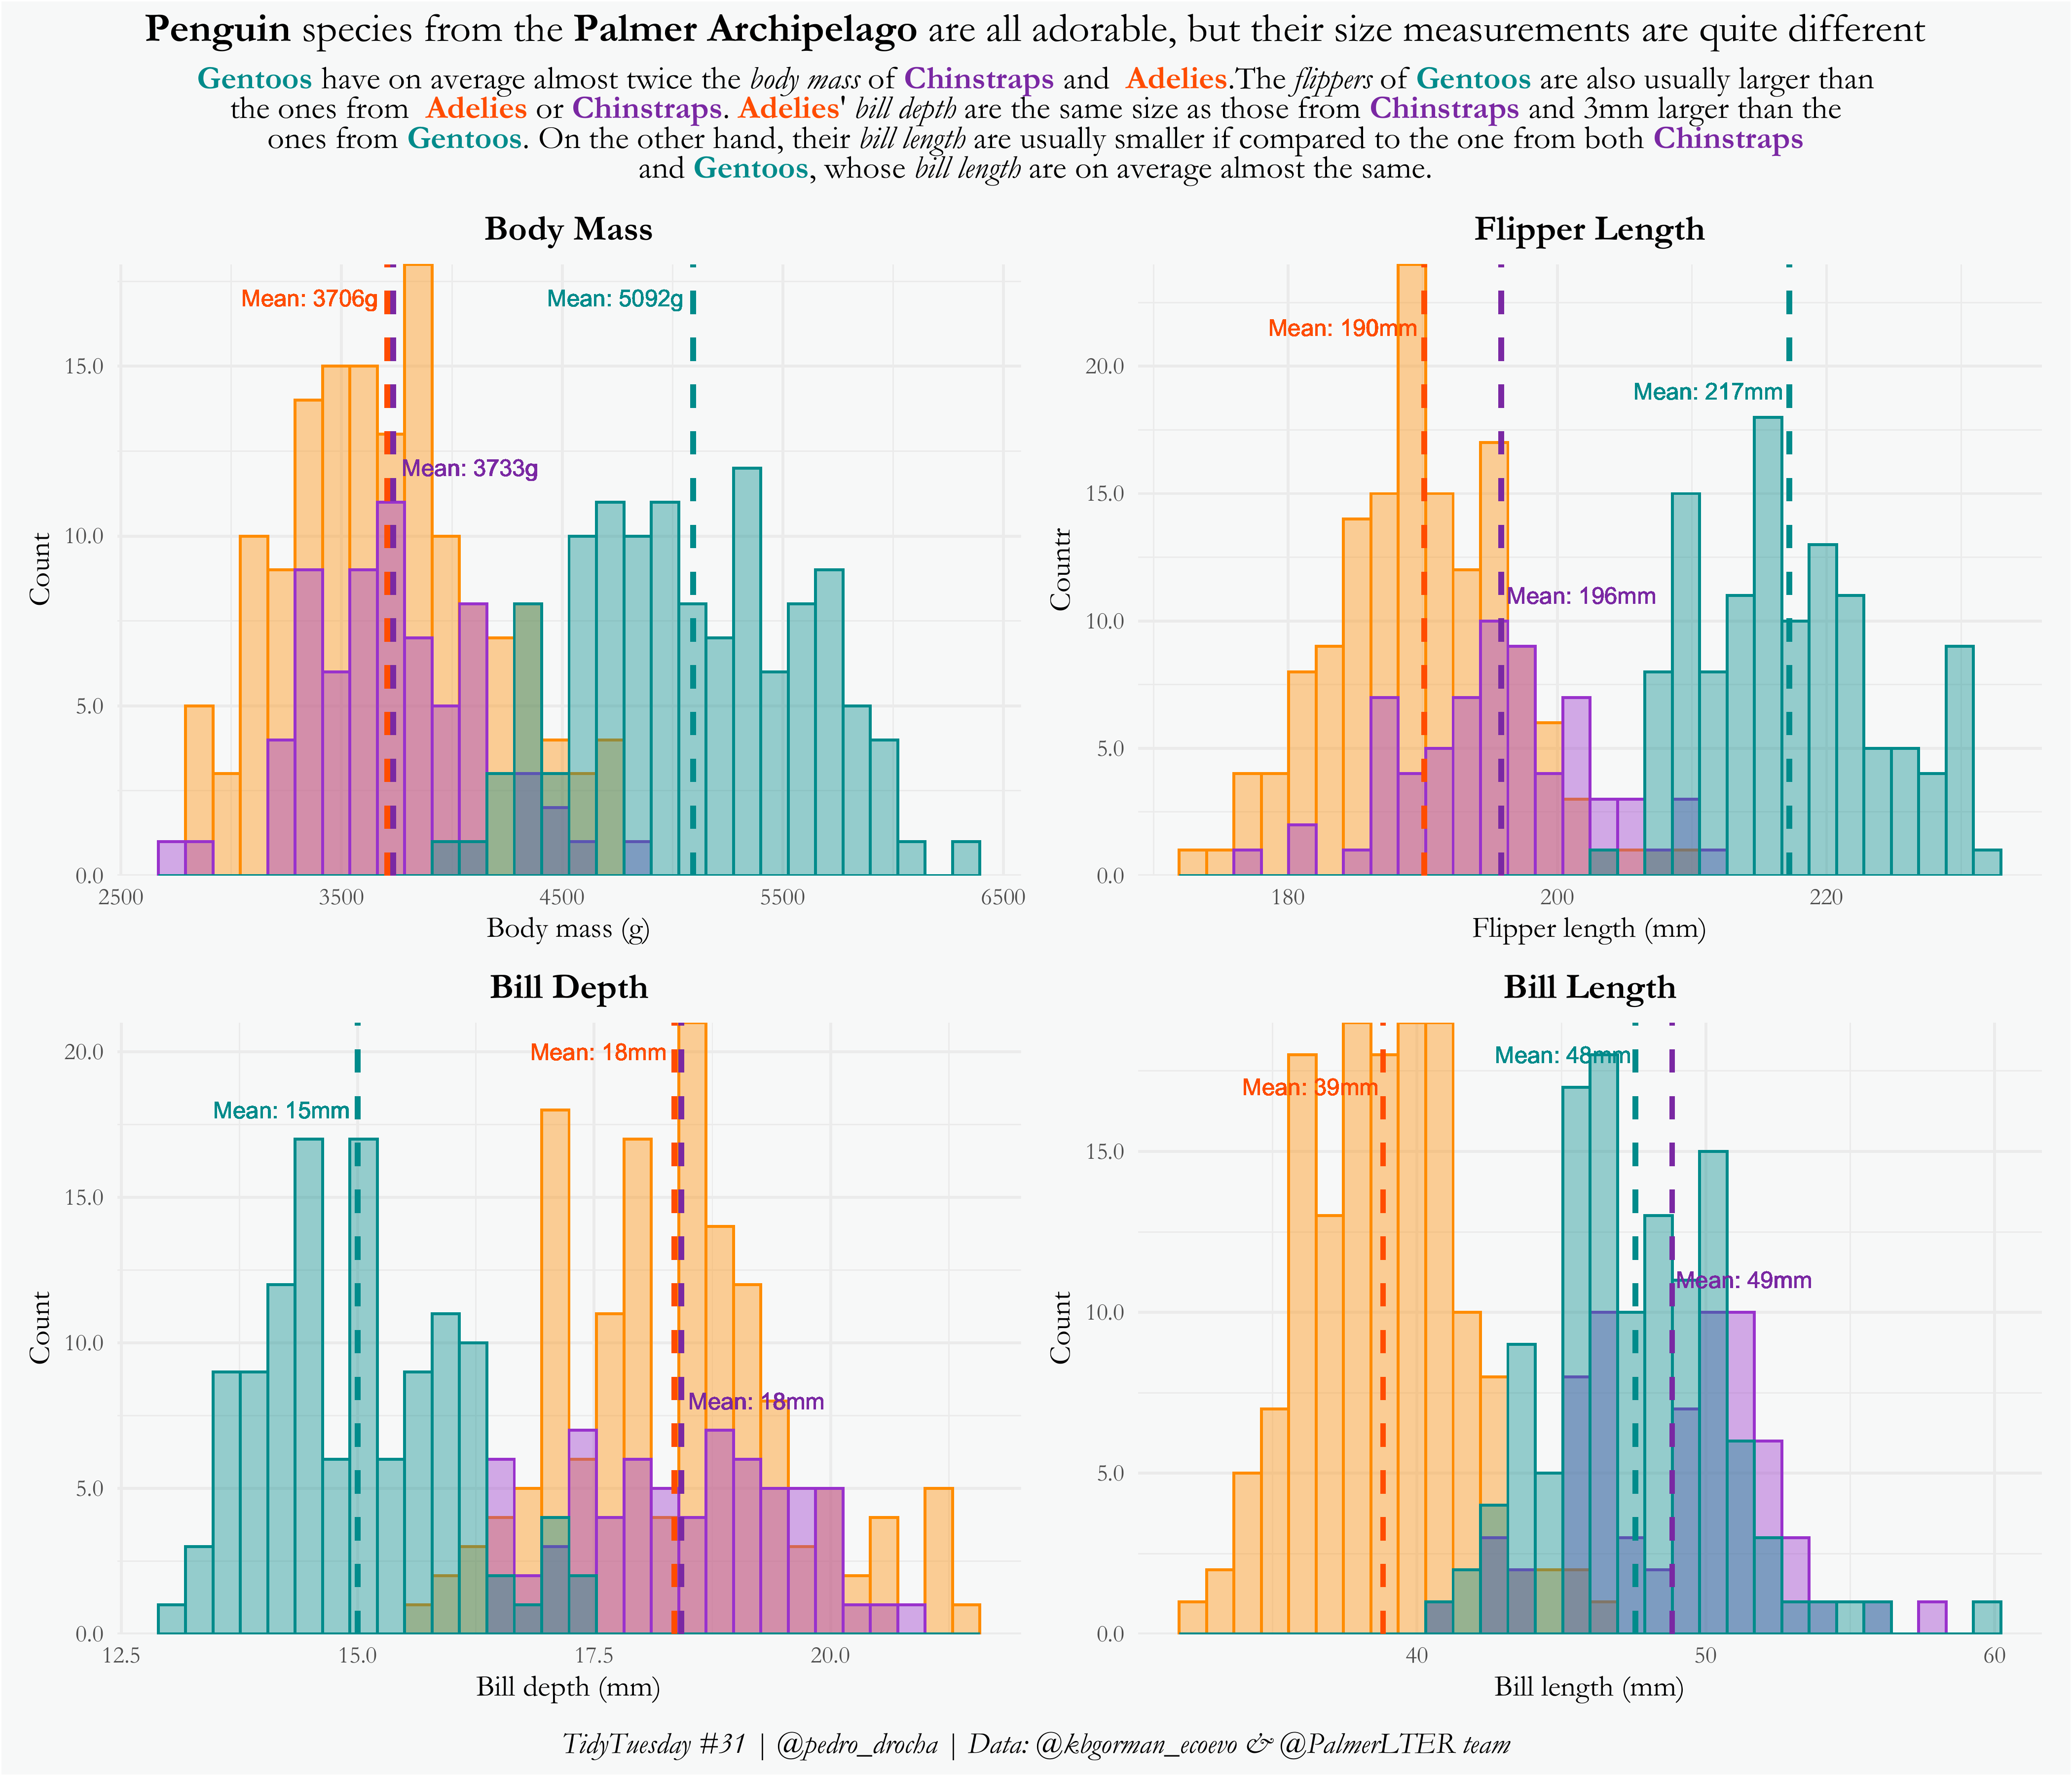 Penguin species from the Palmer Archipelago are all adorable, but their size measurements are quite different
Gentoos have on average almost twice the body mass of Chinstraps and  Adelies.The flippers of Gentoos are also usually larger than
the ones from  Adelies or Chinstraps. Adelies' bill depth are the same size as those from Chinstraps and 3mm larger than the
ones from Gentoos. On the other hand, their bill length are usually smaller if compared to the one from both Chinstraps
and Gentoos, whose bill length are on average almost the same.
Body Mass
Mean: 3706g
Mean: 5092g
Mean: 3733g
15.0
10.0
5.0
0.0
Count
2500 3500 4500 5500 6500
Body mass (g)
Flipper Length
Mean: 190mm
Mean: 217mm
Mean: 196mm
20.0
15.0
10.0
5.0
0.0
Countr
180 200 220
Flipper length (mm)
Bill Depth
Mean: 18mm
Mean: 15mm
Mean: 18mm
20.0
15.0
10.0
5.0
0.0
Count
12.5 15.0 17.5 20.0
Bill depth (mm)
Bill Length
Mean: 48mm
Mean: 39mm
Mean: 49mm
15.0
10.0
5.0
0.0
Count
40 50 60
Bill length (mm)
TidyTuesday #31 | @pedro_drocha | Data: @kbgorman_ecoevo & @PalmerLTER team